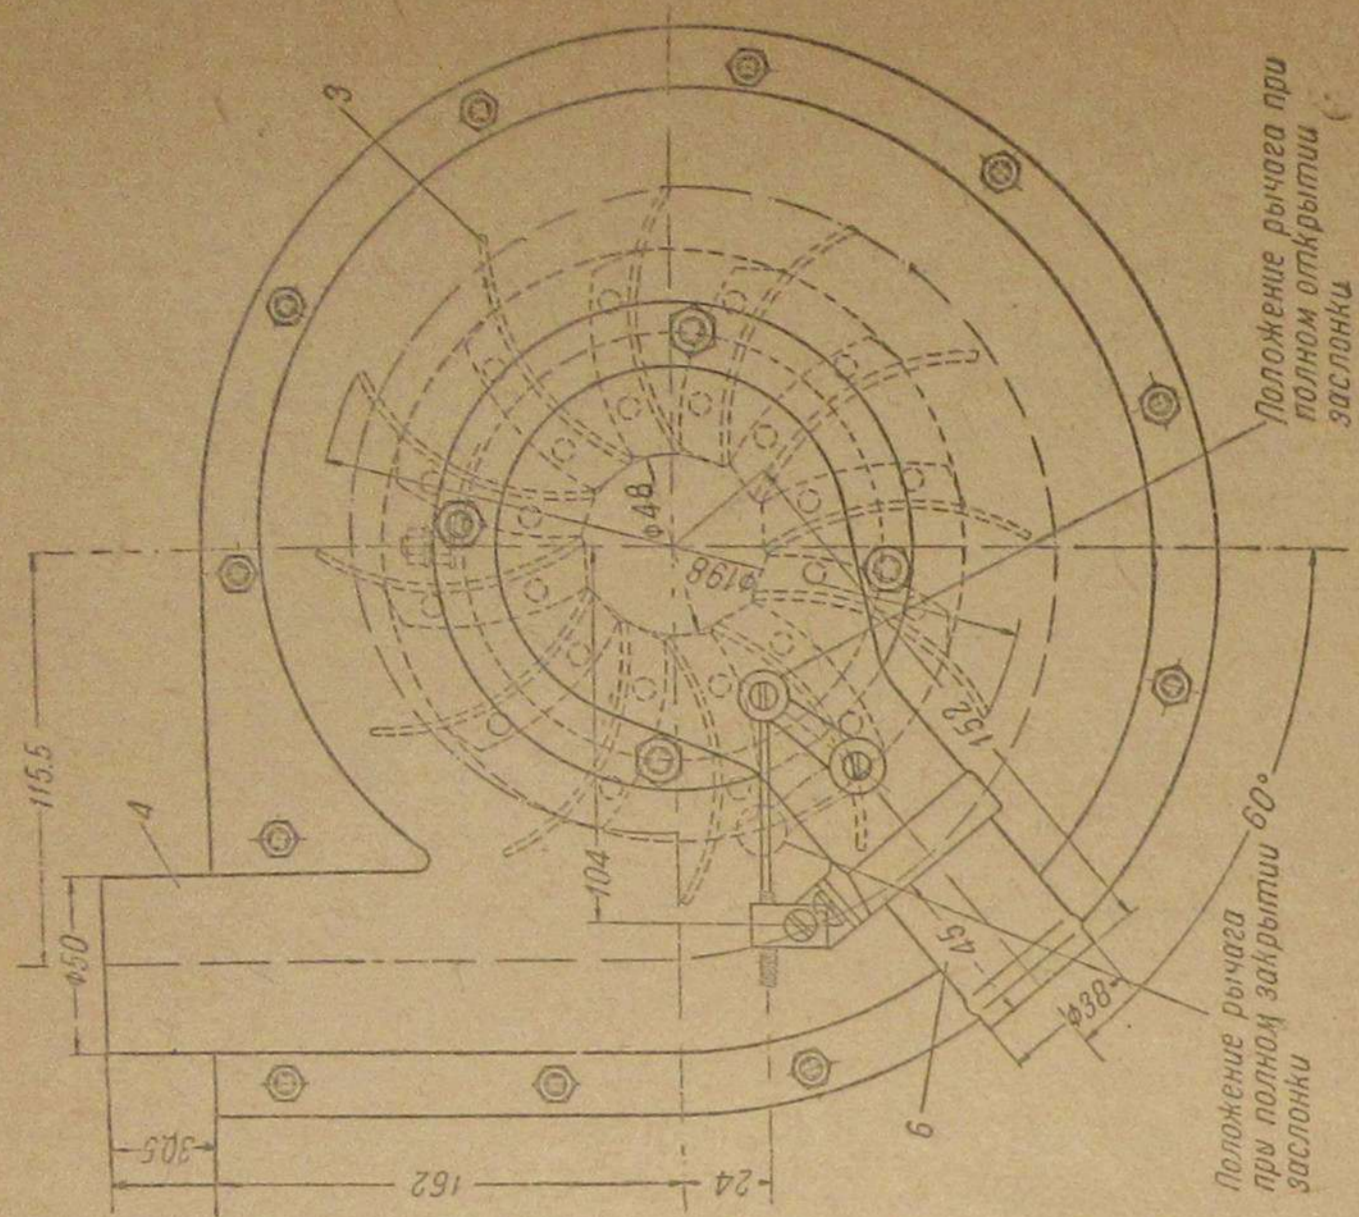 3
Положение рычага при
полном открытии
заслонки
115.5
4
ф50
30,5
162
24
104
ф48
ф198
152
45
ф38
60°
Положение рычага
при полном закрытии
заслонки